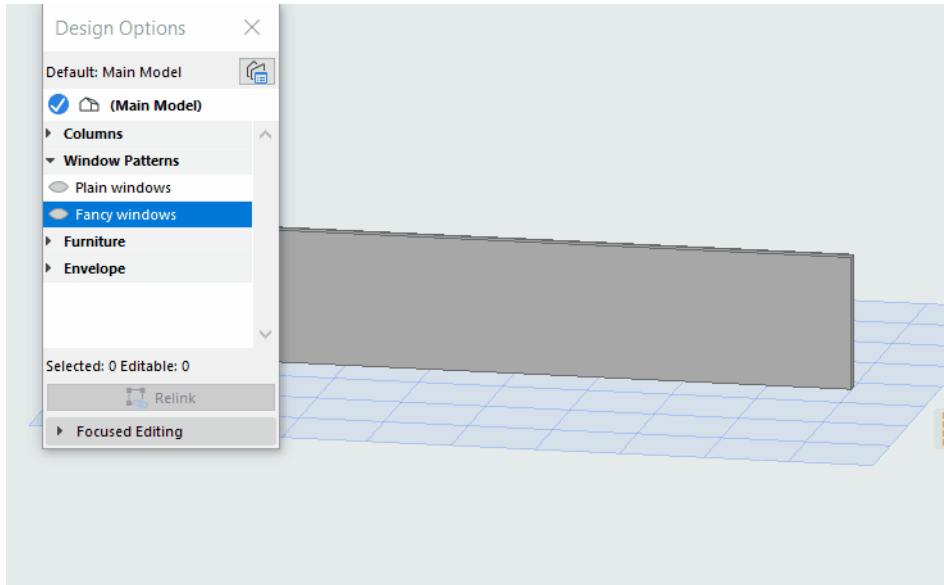 Design Options
Default: Main Model
(Main Model)
Columns
Window Patterns
Plain windows
Fancy windows
Furniture
Envelope
Selected: 0 Editable: 0
Relink
Focused Editing